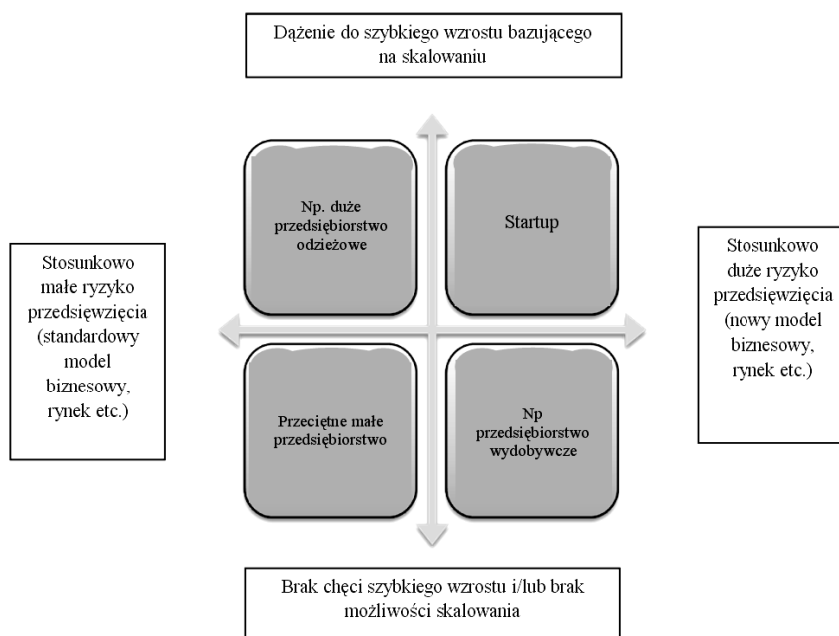 Dążenie do szybkiego wzrostu bazującego
na skalowaniu
Np. duże
przedsiębiorstwo
odzieżowe
Startup
Stosunkowo
małe ryzyko
przedsięwzięcia
(standardowy
model
biznesowy,
rynek etc.)
Stosunkowo
duże ryzyko
przedsięwzięcia
(nowy model
biznesowy,
rynek etc.)
Przeciętne małe
przedsiębiorstwo
Np
przedsiębiorstwo
wydobywcze
Brak chęci szybkiego wzrostu i/lub brak
możliwości skalowania